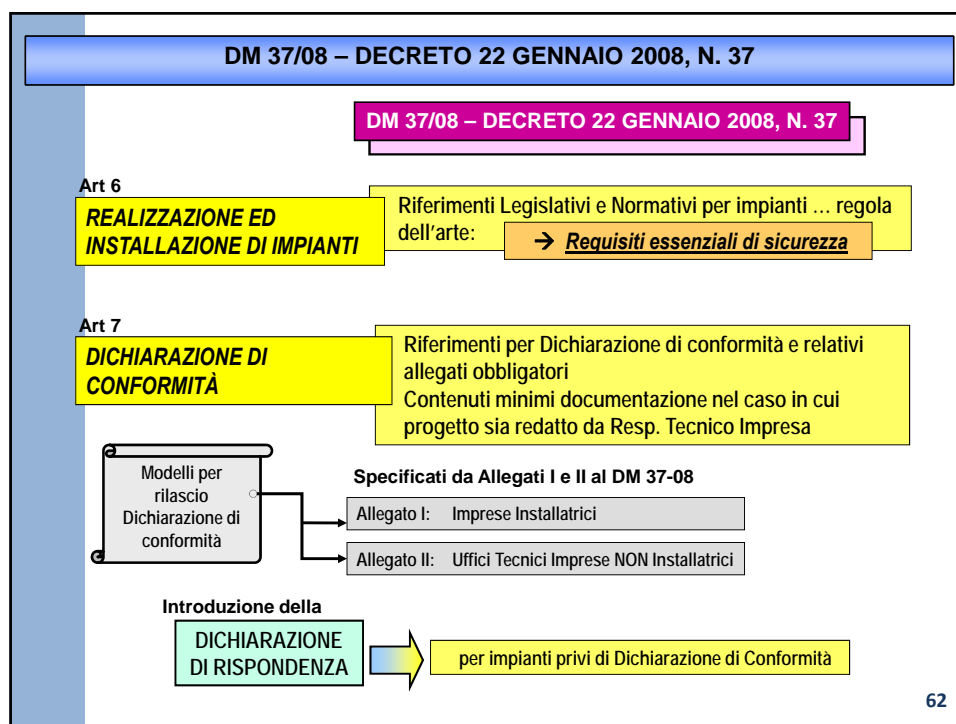 DM 37/08 – DECRETO 22 GENNAIO 2008, N. 37
DM 37/08 – DECRETO 22 GENNAIO 2008, N. 37
Art 6
REALIZZAZIONE ED
INSTALLAZIONE DI IMPIANTI
Riferimenti Legislativi e Normativi per impianti … regola
dell'arte:
→ Requisiti essenziali di sicurezza
Art 7
DICHIARAZIONE DI
CONFORMITÀ
Riferimenti per Dichiarazione di conformità e relativi
allegati obbligatori
Contenuti minimi documentazione nel caso in cui
progetto sia redatto da Resp. Tecnico Impresa
Modelli per
rilascio
Dichiarazione di
conformità
Specificati da Allegati I e II al DM 37-08
Allegato I: Imprese Installatrici
Allegato II: Uffici Tecnici Imprese NON Installatrici
Introduzione della
DICHIARAZIONE
DI RISPONDENZA
per impianti privi di Dichiarazione di Conformità
62